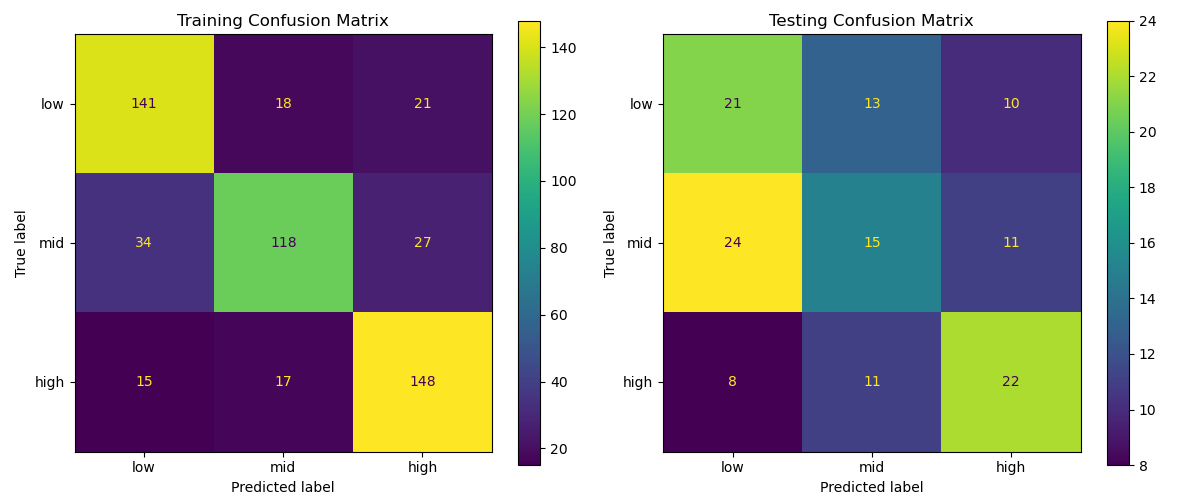 Training Confusion Matrix
True label
low
mid
high
141 18 21
34 118 27
15 17 148
low mid high
Predicted label
140
120
100
80
60
40
20
Testing Confusion Matrix
True label
low
mid
high
21 13 10
24 15 11
8 11 22
low mid high
Predicted label
24
22
20
18
16
14
12
10
8